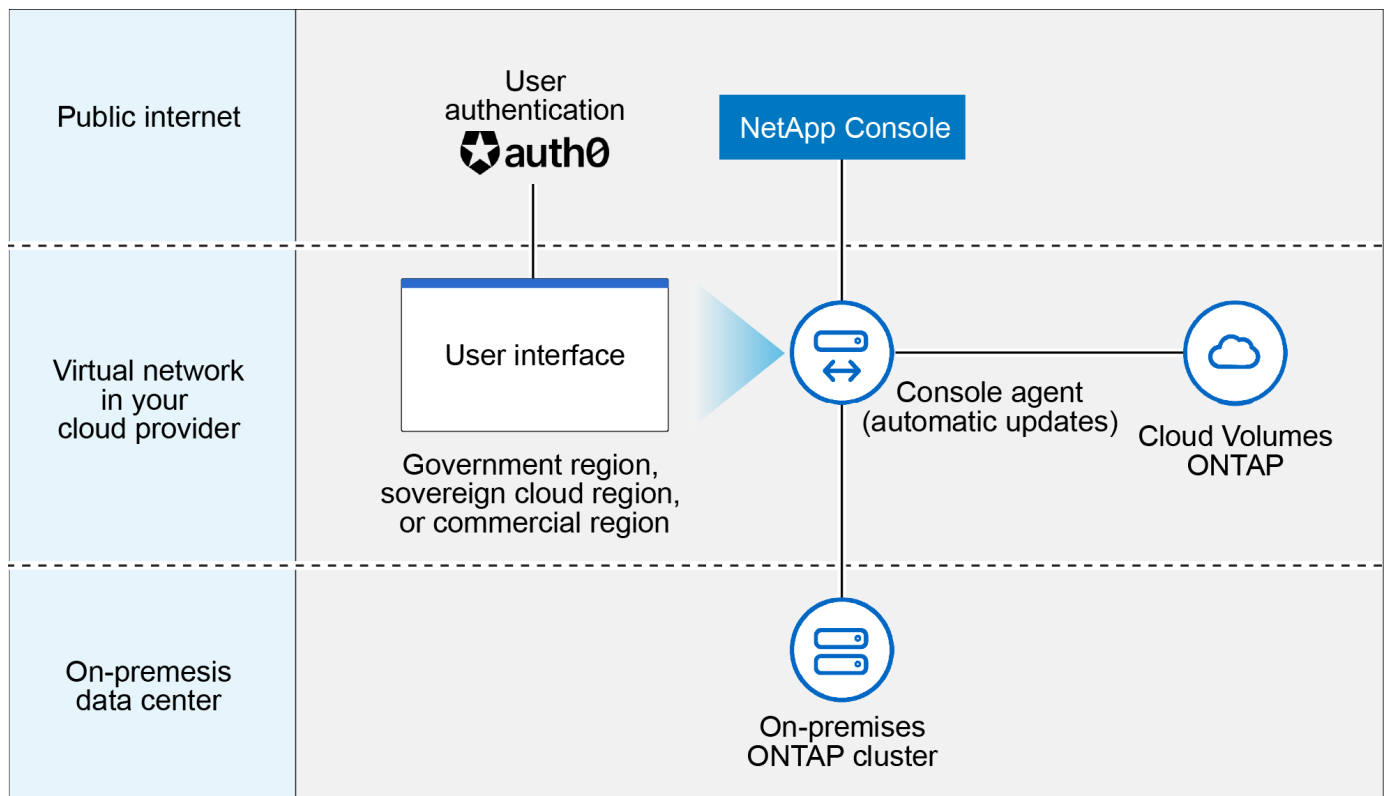 Public internet
User
authentication
auth0
NetApp Console
Virtual network
in your
cloud provider
User interface
Government region,
sovereign cloud region,
or commercial region
Console agent
(automatic updates)
Cloud Volumes
ONTAP
On-premesis
data center
On-premises
ONTAP cluster